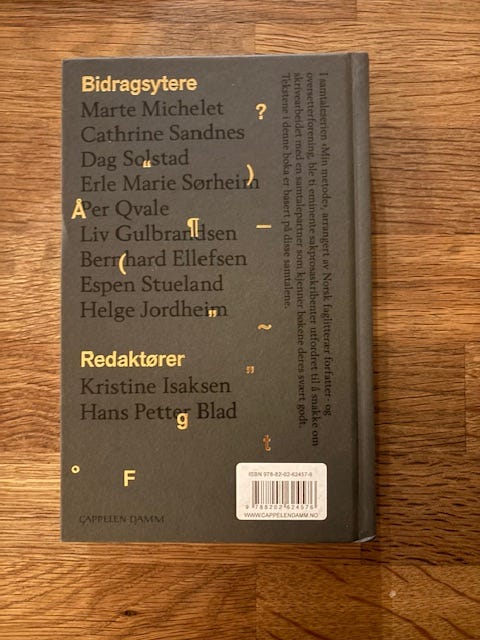 Bidragsytere
Marte Michelet
Cathrine Sandnes
Dag Solstad
Erle Marie Sørheim
Per Qvale
Liv Gulbrandsen
Bernhard Ellefsen
Espen Stueland
Helge Jordheim
Redaktører
Kristine Isaksen
Hans Petter Blad
?
“
)
Å
¶
—
(
„
~
”
g
t
°
F
I samtaleserien «Min metode», arrangert av Norsk faglitterær forfatter- og
oversetterforening, ble ti eminente sakprosaskribenter utfordret til å snakke om
skrivearbeidet med en samtalepartner som kjenner bøkene deres svært godt.
Tekstene i denne boka er basert på disse samtalene.
ISBN 978-82-02-62457-6
9 788202 624576
WWW.CAPPELENDAMM.NO
CAPPELEN DAMM